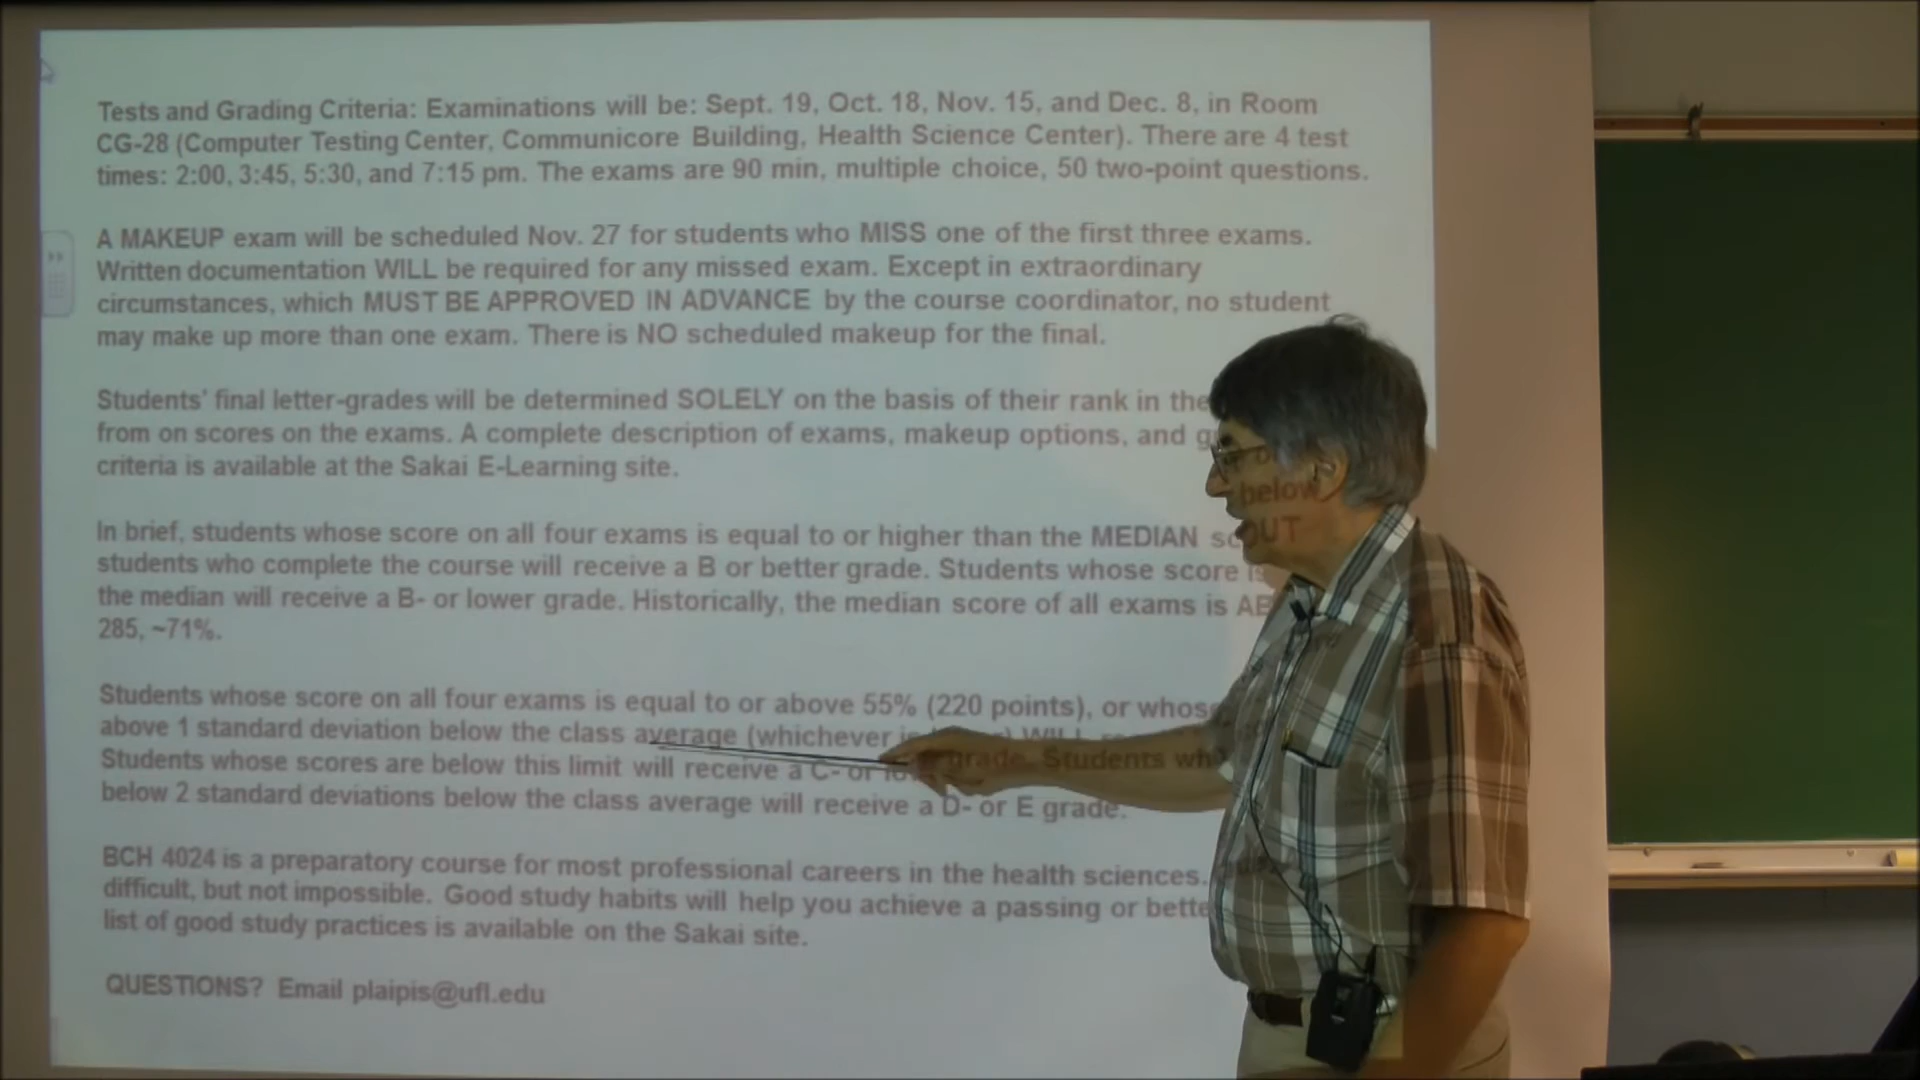 Tests and Grading Criteria: Examinations will be: Sept. 19, Oct. 18, Nov. 15, and Dec. 8, in Room
CG-28 (Computer Testing Center, Communicore Building, Health Science Center). There are 4 test
times: 2:00, 3:45, 5:30, and 7:15 pm. The exams are 90 min, multiple choice, 50 two-point questions.
A MAKEUP exam will be scheduled Nov. 27 for students who MISS one of the first three exams.
Written documentation WILL be required for any missed exam. Except in extraordinary
circumstances, which MUST BE APPROVED IN ADVANCE by the course coordinator, no student
may make up more than one exam. There is NO scheduled makeup for the final.
Students' final letter-grades will be determined SOLELY on the basis of their rank in the
from on scores on the exams. A complete description of exams, makeup options, and
criteria is available at the Sakai E-Learning site.
In brief, students whose score on all four exams is equal to or higher than the MEDIAN
students who complete the course will receive a B or better grade. Students whose score is below
the median will receive a B- or lower grade. Historically, the median score of all exams is
285, ~71%.
Students whose score on all four exams is equal to or above 55% (220 points), or whose
above 1 standard deviation below the class average (whichever WILL
Students whose scores are below this limit will receive a C- or grade. Students who
below 2 standard deviations below the class average will receive a D- or E grade.
BCH 4024 is a preparatory course for most professional careers in the health sciences.
difficult, but not impossible. Good study habits will help you achieve a passing or
list of good study practices is available on the Sakai site.
QUESTIONS? Email plaipis@ufl.edu